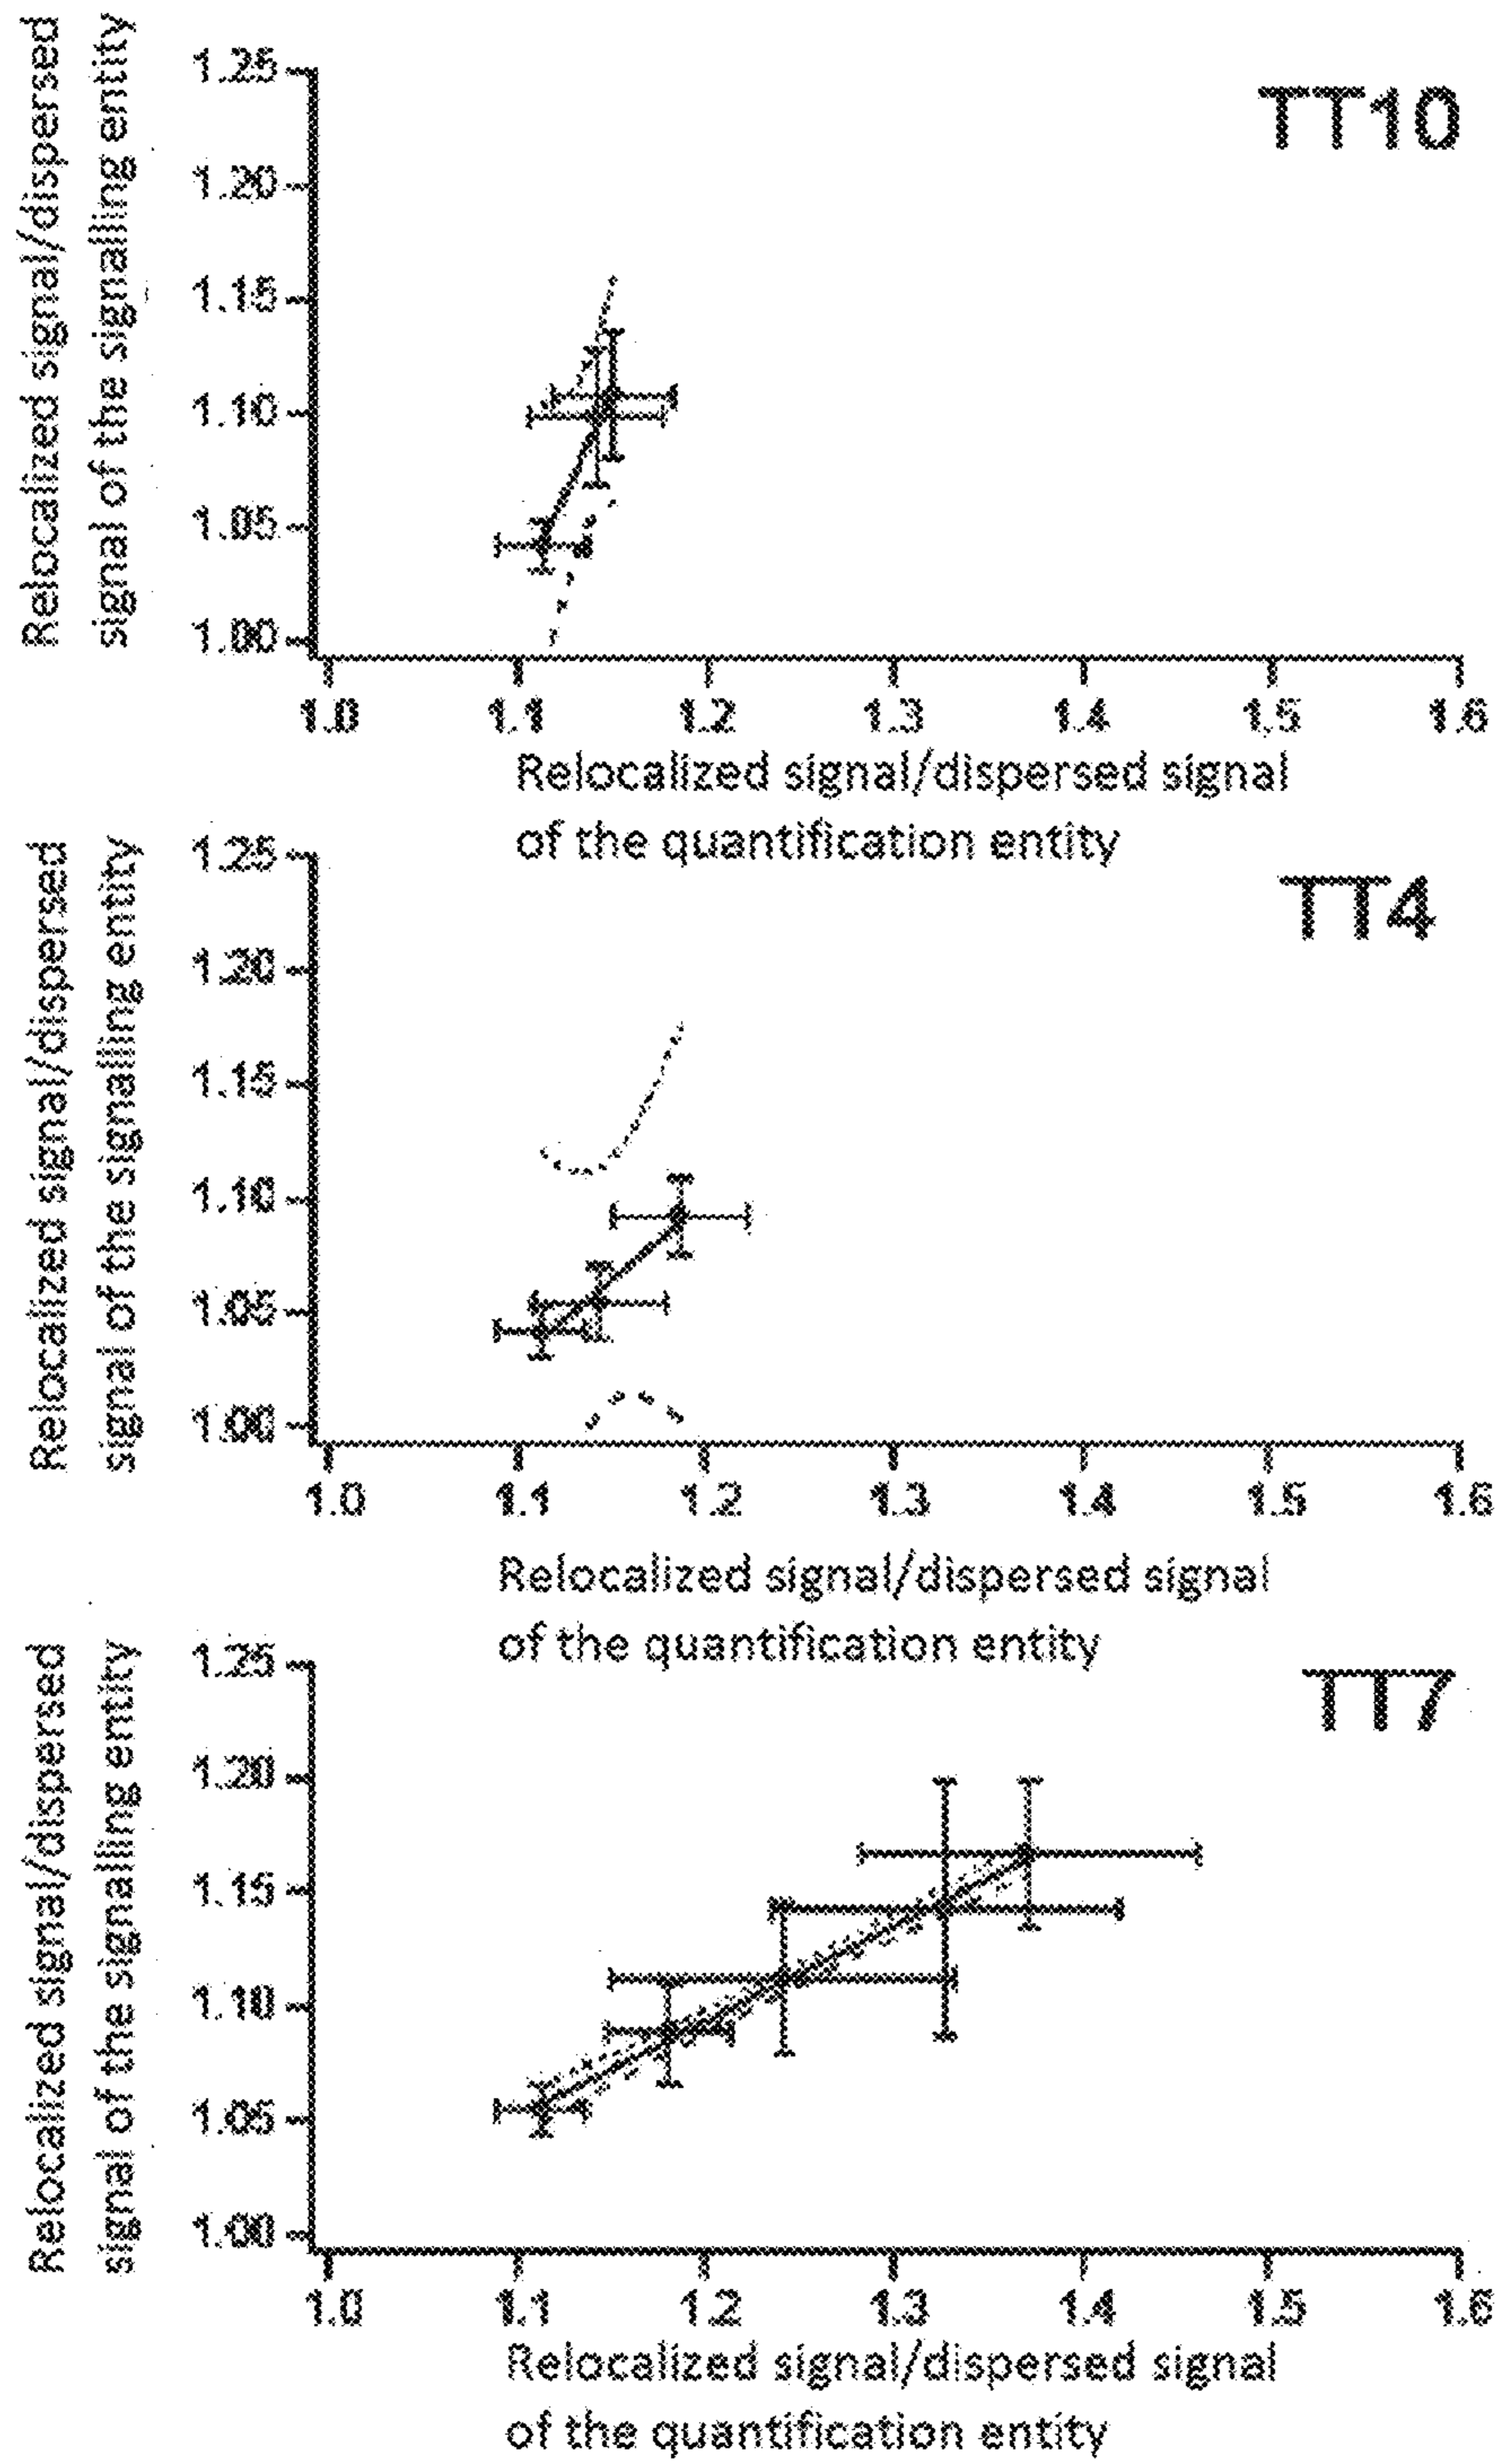 Relocalized signal/dispersed
signal of the signalling entity
1.25
1.20
1.15
1.10
1.05
1.00
TT10
1.0 1.1 1.2 1.3 1.4 1.5 1.6
Relocalized signal/dispersed signal
of the quantification entity
Relocalized signal/dispersed
signal of the signalling entity
1.25
1.20
1.15
1.10
1.05
1.00
TT4
1.0 1.1 1.2 1.3 1.4 1.5 1.6
Relocalized signal/dispersed signal
of the quantification entity
Relocalized signal/dispersed
signal of the signalling entity
1.25
1.20
1.15
1.10
1.05
1.00
TT7
1.0 1.1 1.2 1.3 1.4 1.5 1.6
Relocalized signal/dispersed signal
of the quantification entity